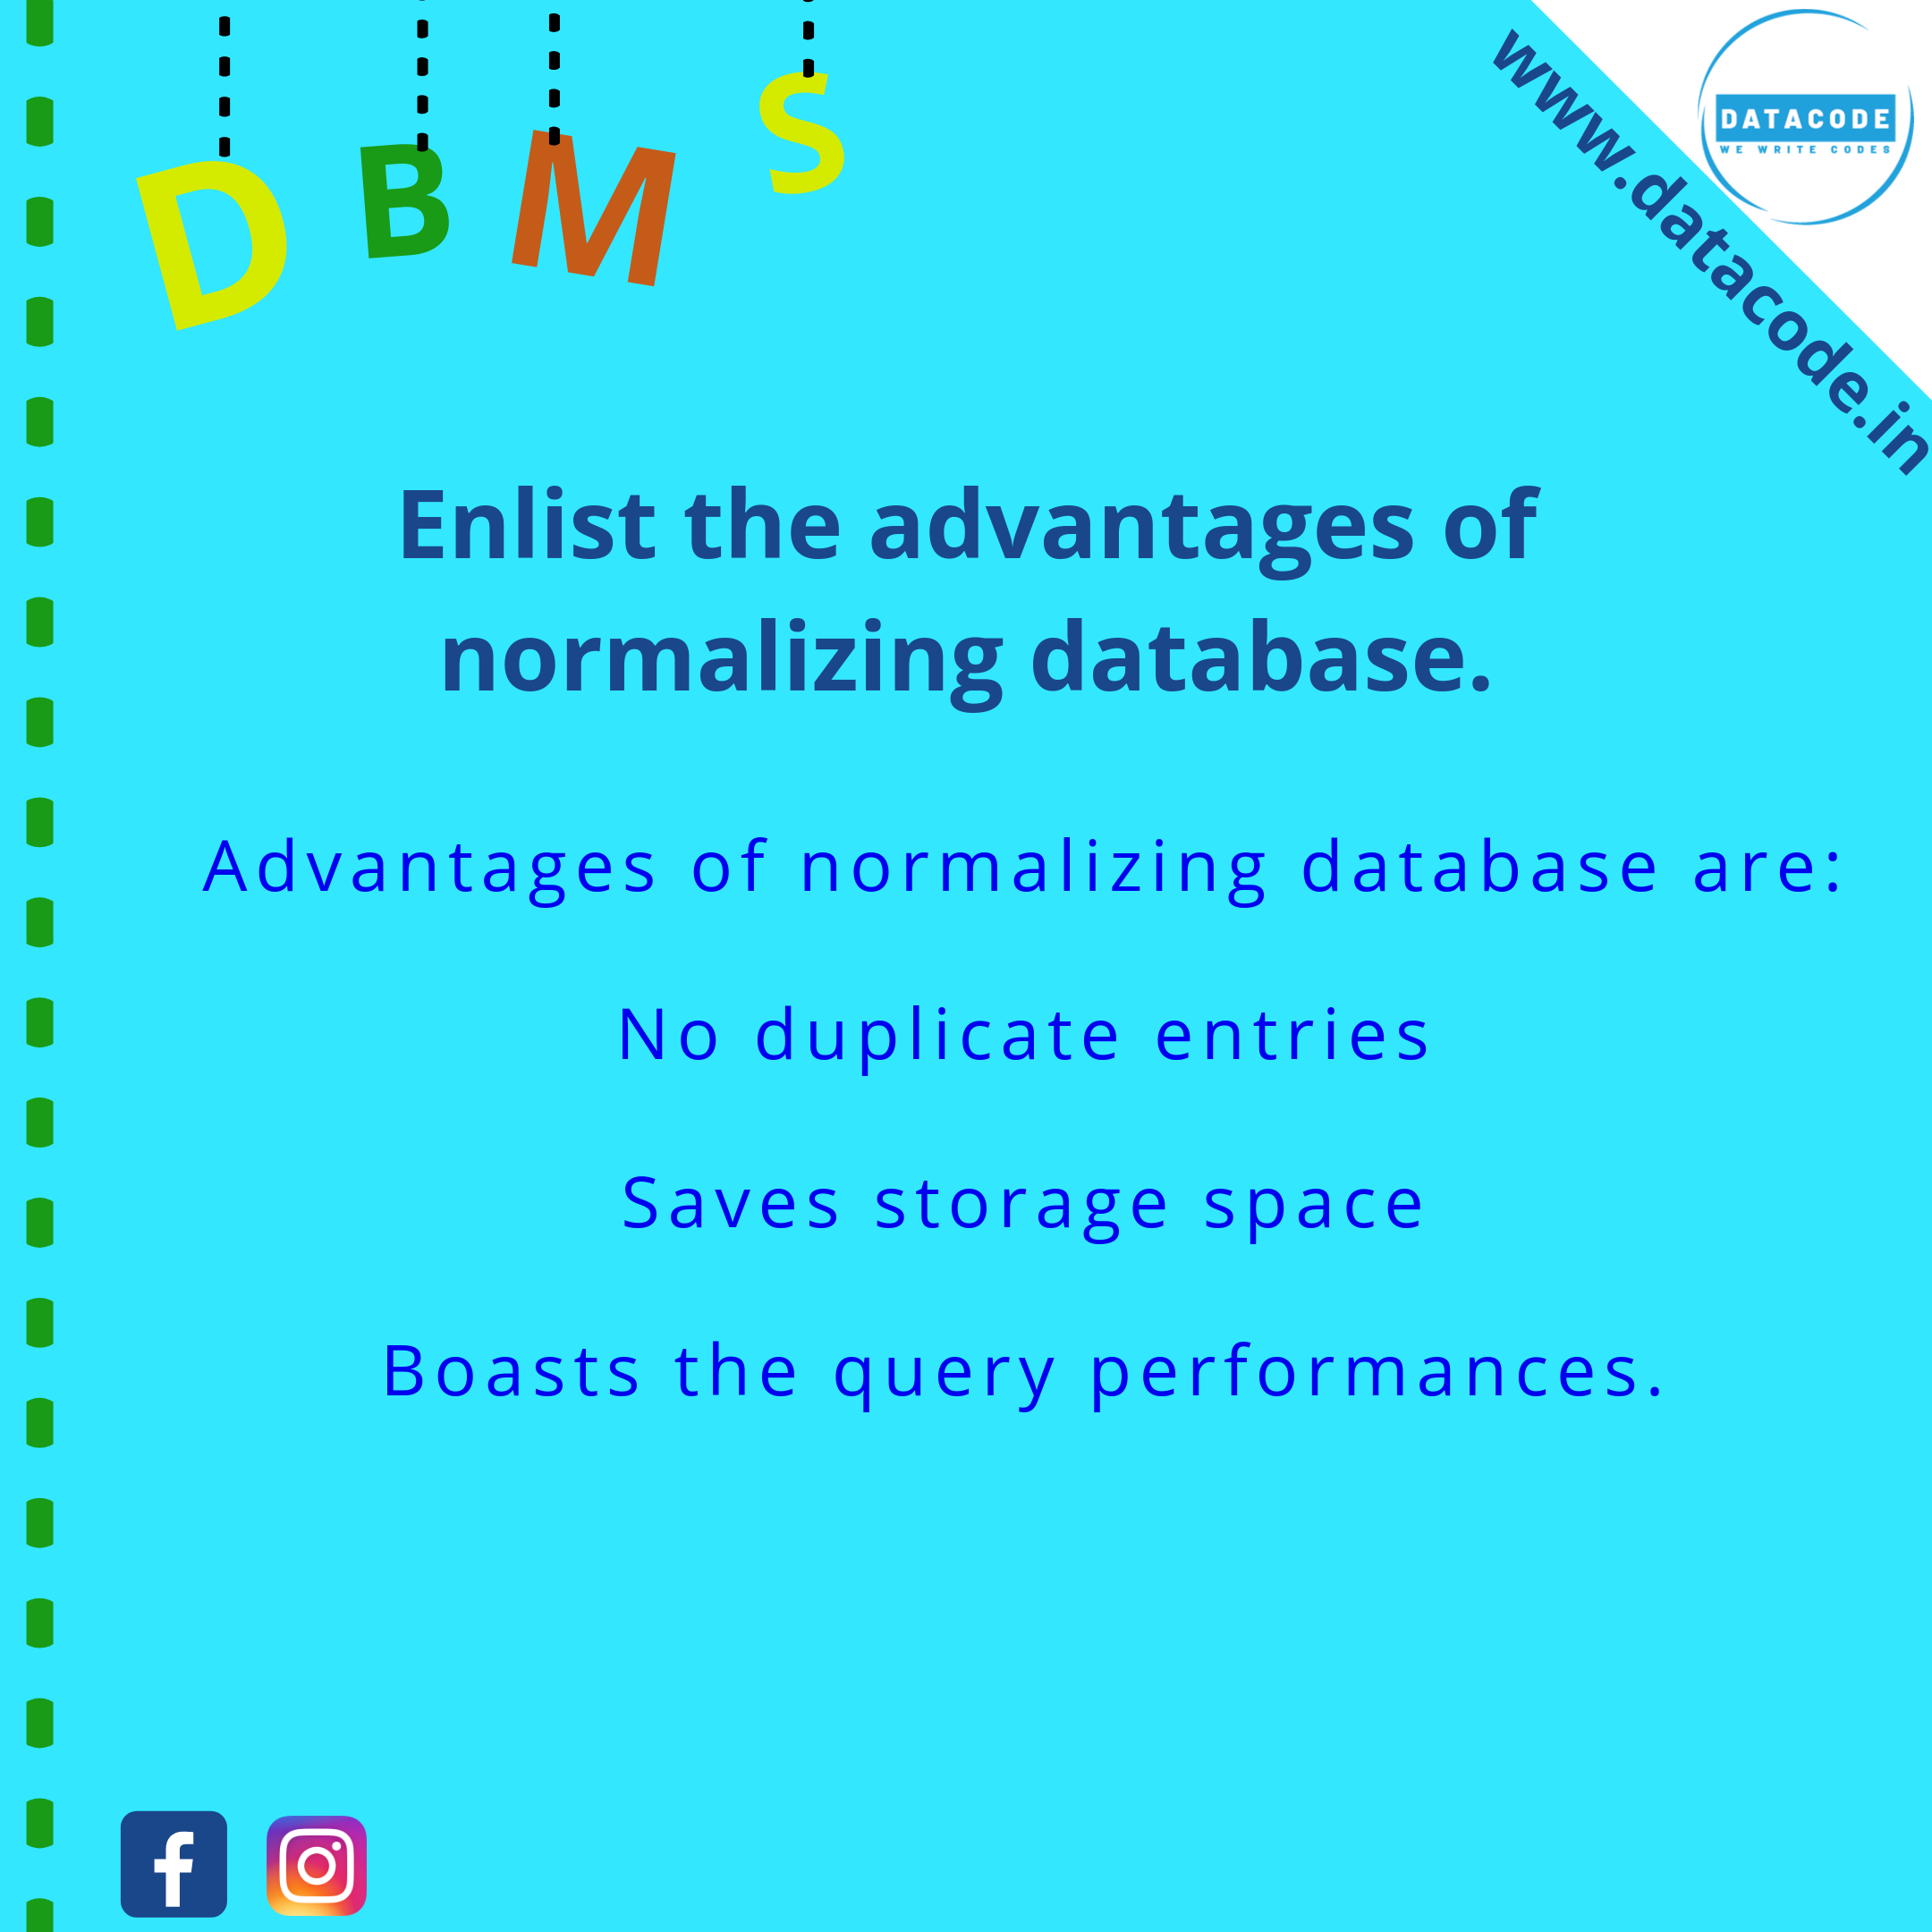 D B M S
www.datacode.in
DATACODE
WE WRITE CODES
Enlist the advantages of
normalizing database.
Advantages of normalizing database are:
No duplicate entries
Saves storage space
Boasts the query performances.